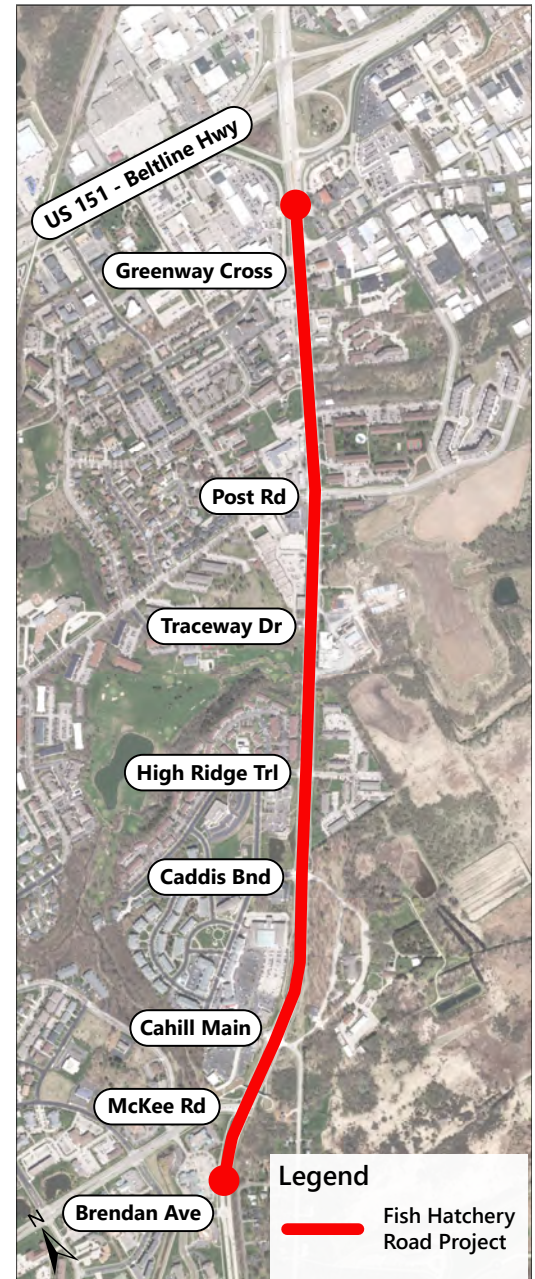 US 151 - Beltline Hwy
Greenway Cross
Post Rd
Traceway Dr
High Ridge Trl
Caddis Bnd
Cahill Main
McKee Rd
Brendan Ave
N
Legend
Fish Hatchery
Road Project